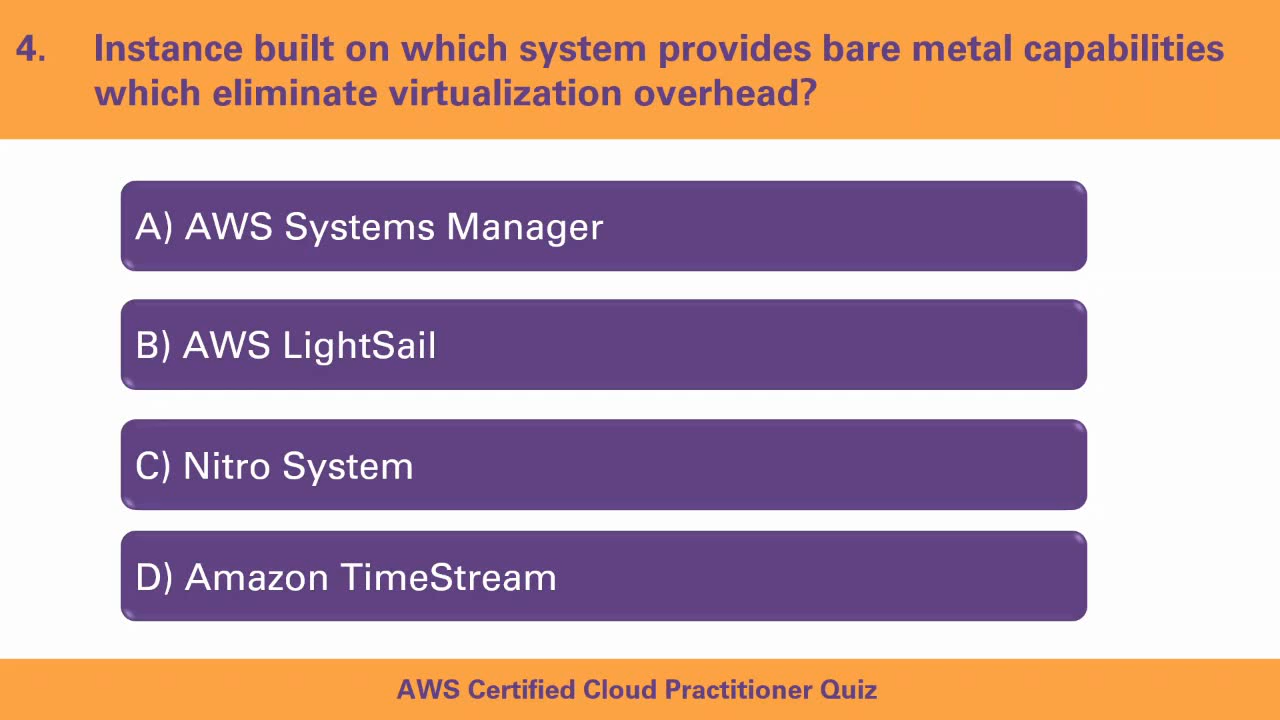 4. Instance built on which system provides bare metal capabilities
which eliminate virtualization overhead?
A) AWS Systems Manager
B) AWS LightSail
C) Nitro System
D) Amazon TimeStream
AWS Certified Cloud Practitioner Quiz